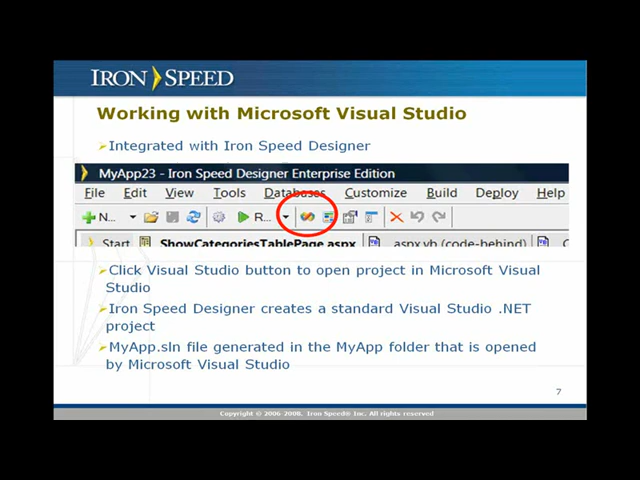 IRON SPEED
Working with Microsoft Visual Studio
Integrated with Iron Speed Designer
MyApp23 - Iron Speed Designer Enterprise Edition
File Edit View Tools Databases Customize Build Deploy Help
N... R...
Start ShowCategoriesTablePage.aspx aspx.vb (code-behind)
Click Visual Studio button to open project in Microsoft Visual
Studio
Iron Speed Designer creates a standard Visual Studio .NET
project
MyApp.sln file generated in the MyApp folder that is opened
by Microsoft Visual Studio
7
Copyright © 2006-2008. Iron Speed® Inc. All rights reserved